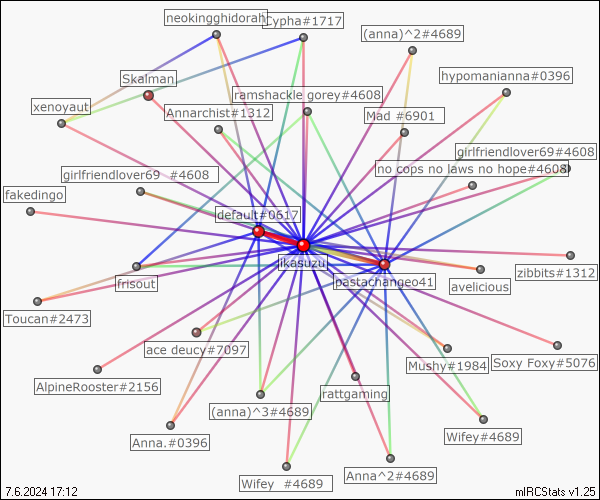 neokingghidorah
Cypha#1717
(anna)^2#4689
Skalman
hypomanianna#0396
ramshackle gorey#4608
xenoyaut
Annarchist#1312
Mad #6901
girlfriendlover69#4608
girlfriendlover69 #4608
no cops no laws no hope#4608
fakedingo
default#0617
jikasuzu
zibbits#1312
frisout
pastachangeo41
avelicious
Toucan#2473
ace deucy#7097
Mushy#1984
Soxy Foxy#5076
AlpineRooster#2156
rattgaming
(anna)^3#4689
Anna.#0396
Wifey#4689
Wifey #4689
Anna^2#4689
7.6.2024 17:12
mIRCStats v1.25